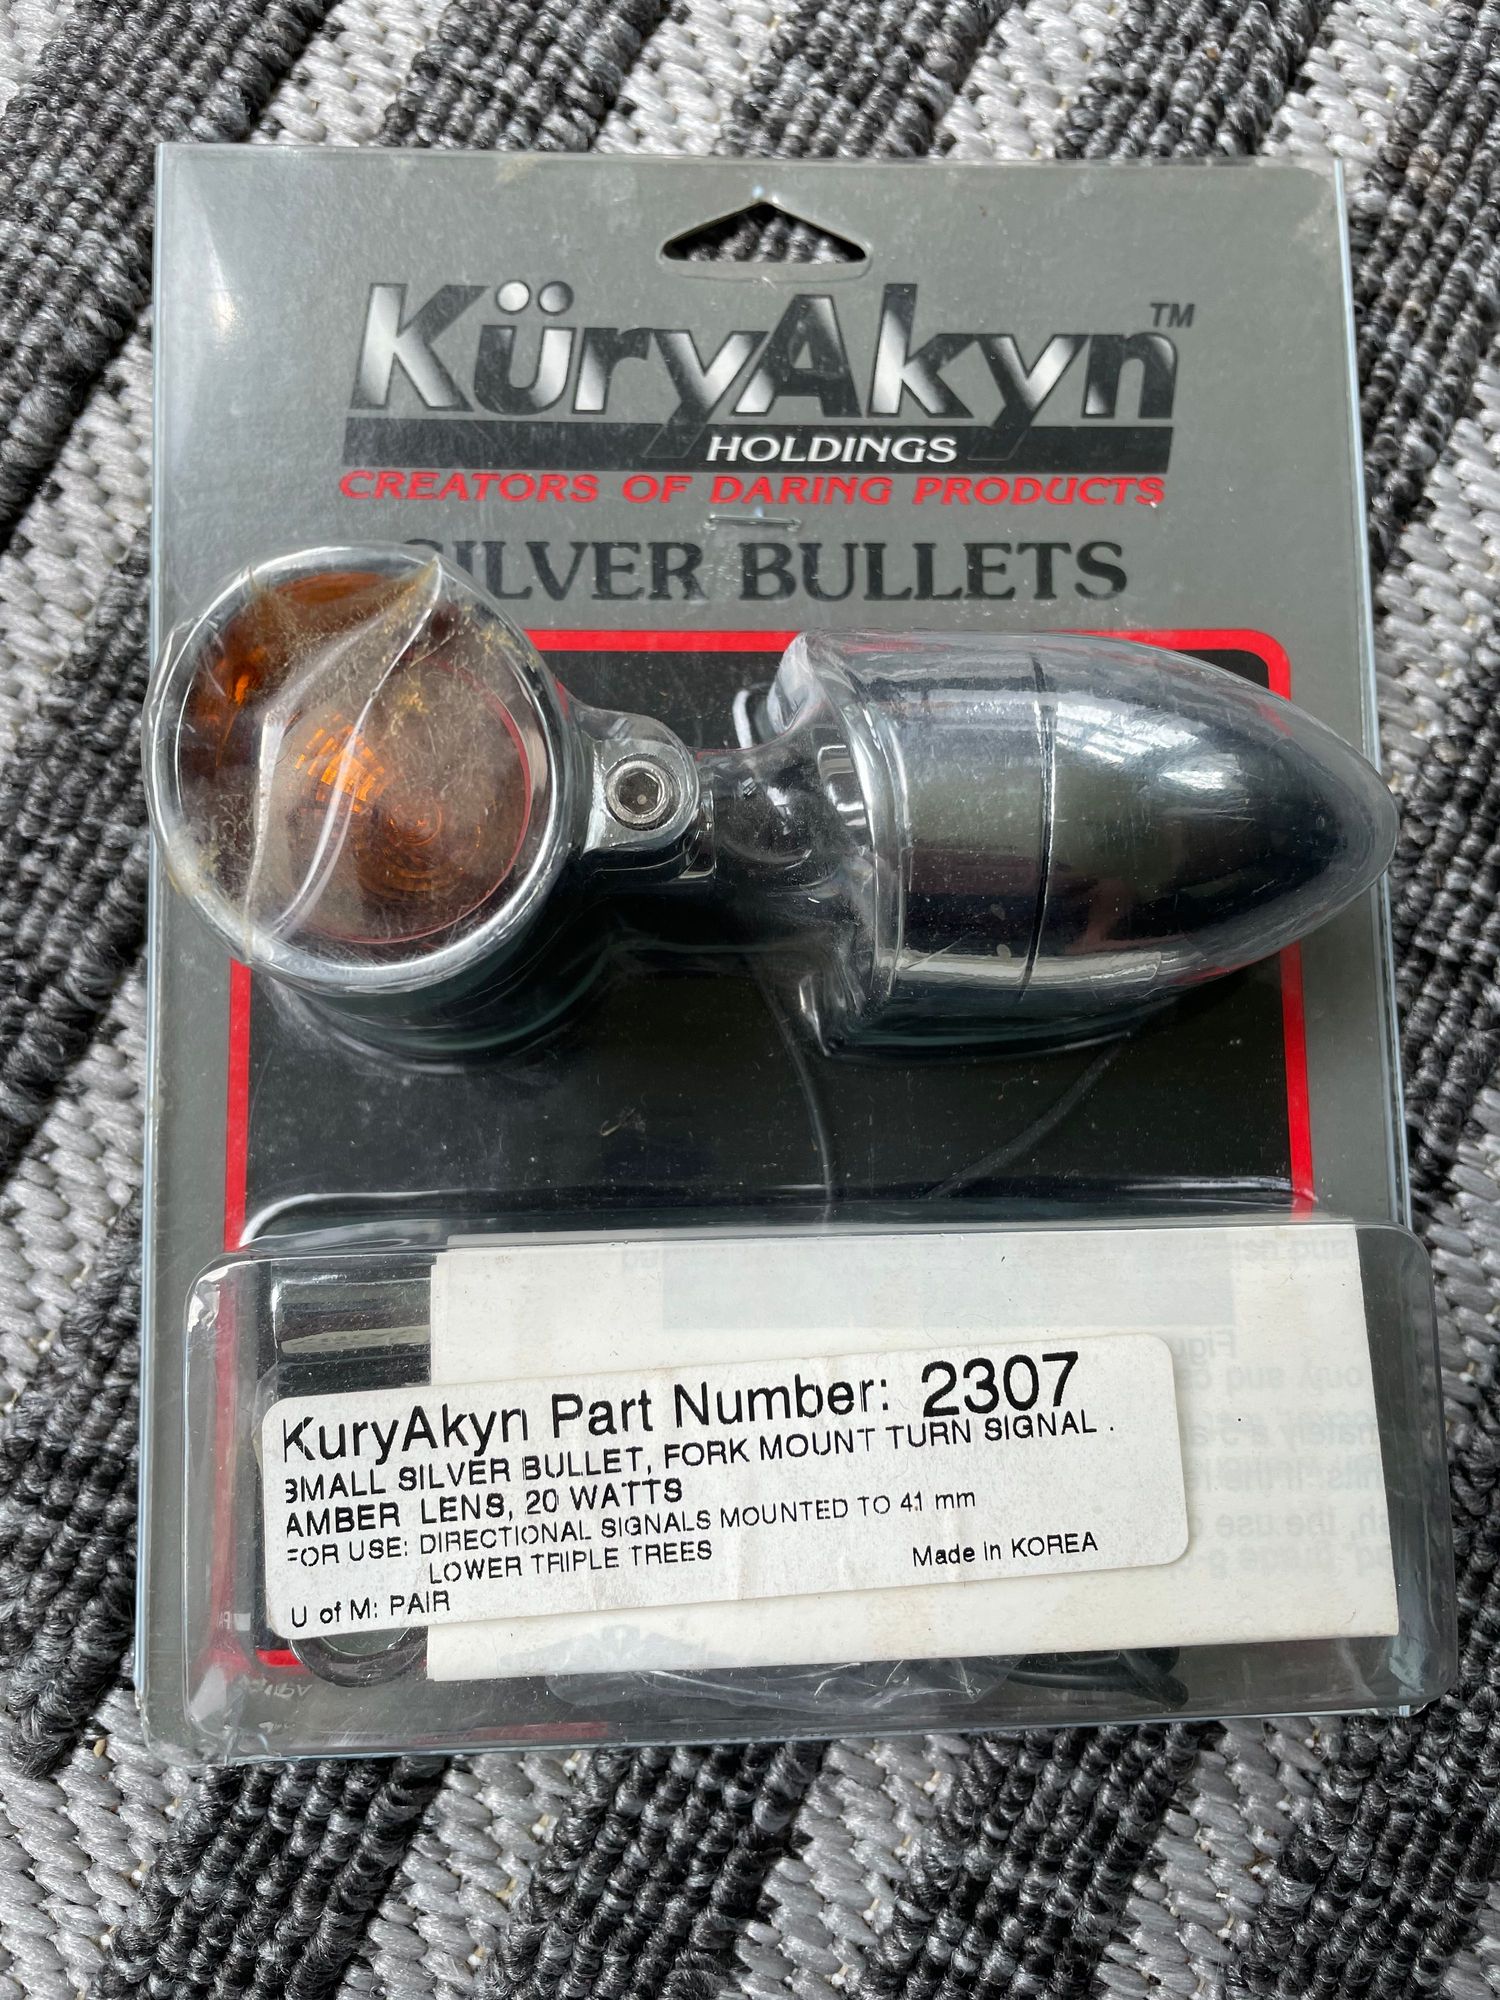 KüryAkyn™
HOLDINGS
CREATORS OF DARING PRODUCTS
SILVER BULLETS
KuryAkyn Part Number: 2307
SMALL SILVER BULLET, FORK MOUNT TURN SIGNAL .
AMBER LENS, 20 WATTS
FOR USE: DIRECTIONAL SIGNALS MOUNTED TO 41 mm
LOWER TRIPLE TREES
Made in KOREA
U of M: PAIR